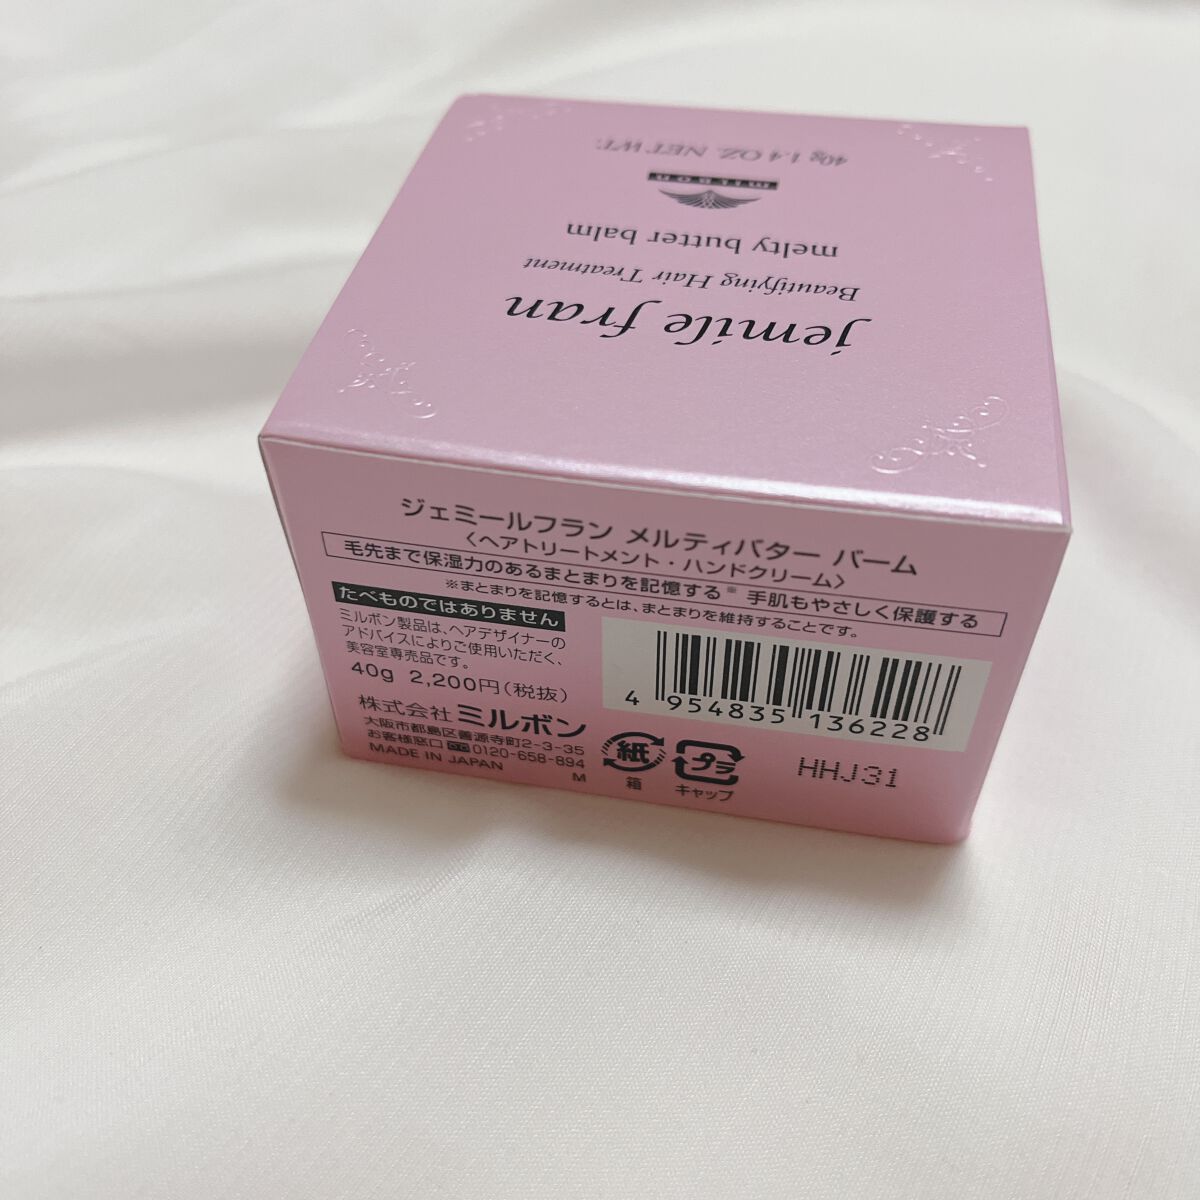 jemile fran
Beautifying Hair Treatment
melty butter balm
milbon
40g 1.4 OZ. NET WT.
ジェミールフラン メルティバター バーム
〈ヘアトリートメント・ハンドクリーム〉
毛先まで保湿力のあるまとまりを記憶する※ 手肌もやさしく保護する
※まとまりを記憶するとは、まとまりを維持することです。
たべものではありません
ミルボン製品は、ヘアデザイナーの
アドバイスによりご使用いただく、
美容室専売品です。
40g 2,200円(税抜)
株式会社 ミルボン
大阪市都島区善源寺町2-3-35
お客様窓口 0120-658-894
MADE IN JAPAN M
4 954835 136228
紙
箱
プラ
キャップ
HHJ31